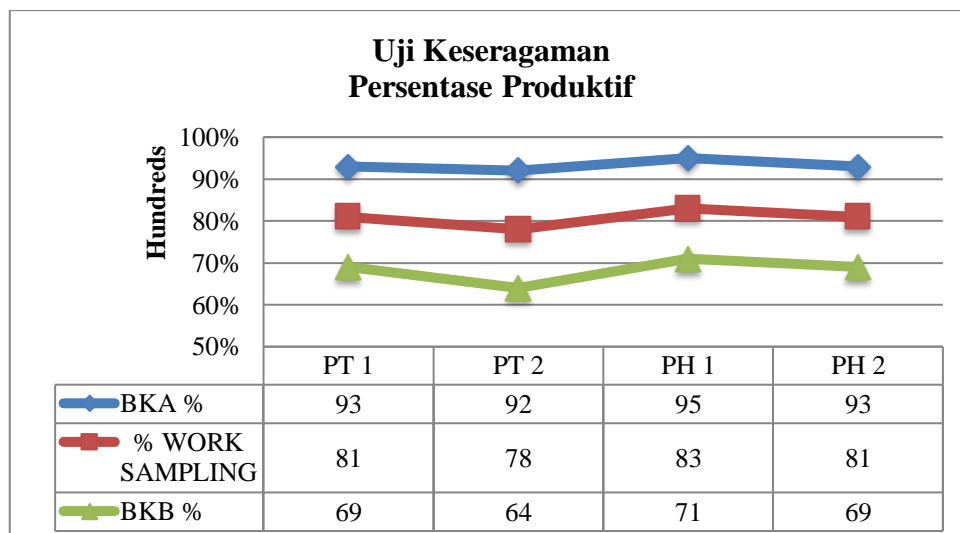 Uji Keseragaman
Persentase Produktif
Hundreds
100%
90%
80%
70%
60%
50%
PT 1 PT 2 PH 1 PH 2
BKA % 93 92 95 93
% WORK
SAMPLING 81 78 83 81
BKB % 69 64 71 69